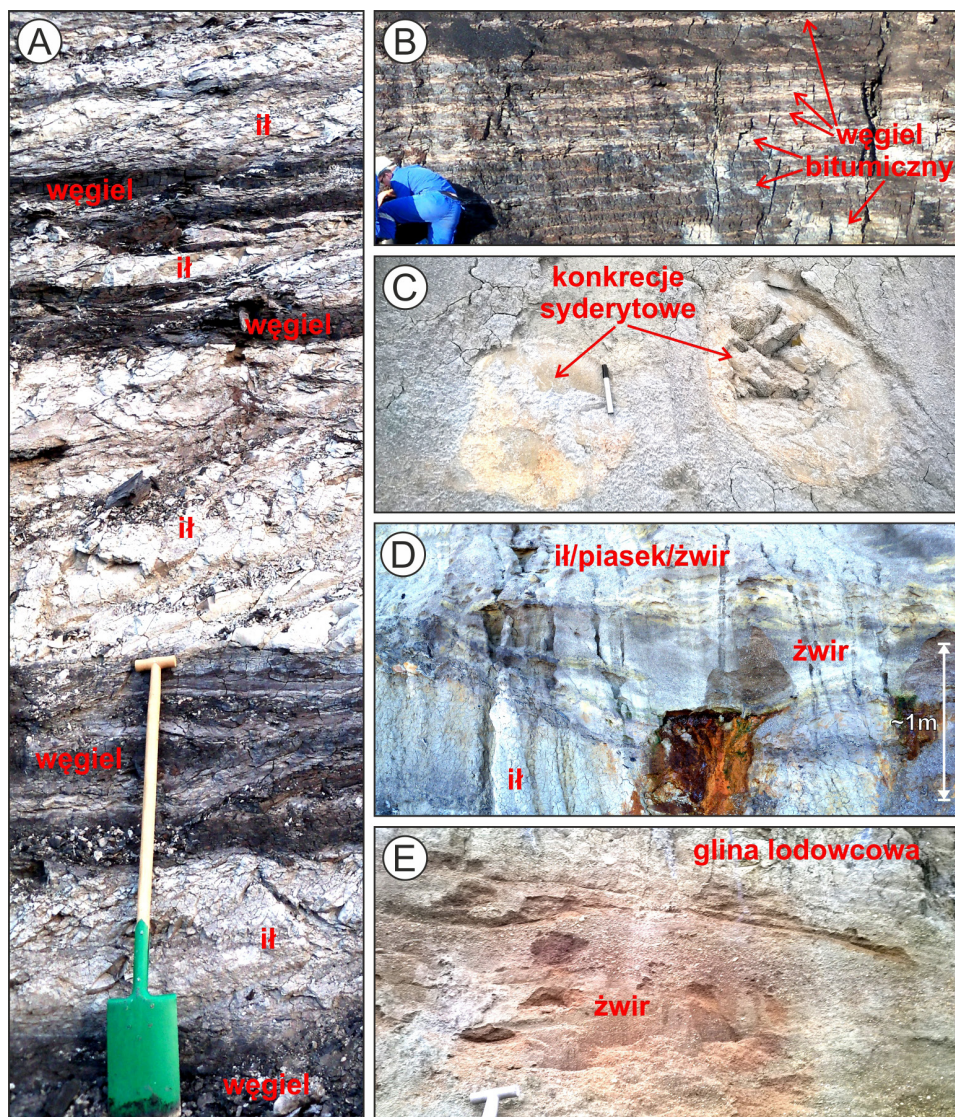 A
ił
węgiel
ił
węgiel
ił
węgiel
ił
węgiel
B
węgiel
bitumiczny
C
konkrecje
syderytowe
D
ił/piasek/żwir
żwir
~1m
ił
E
glina lodowcowa
żwir